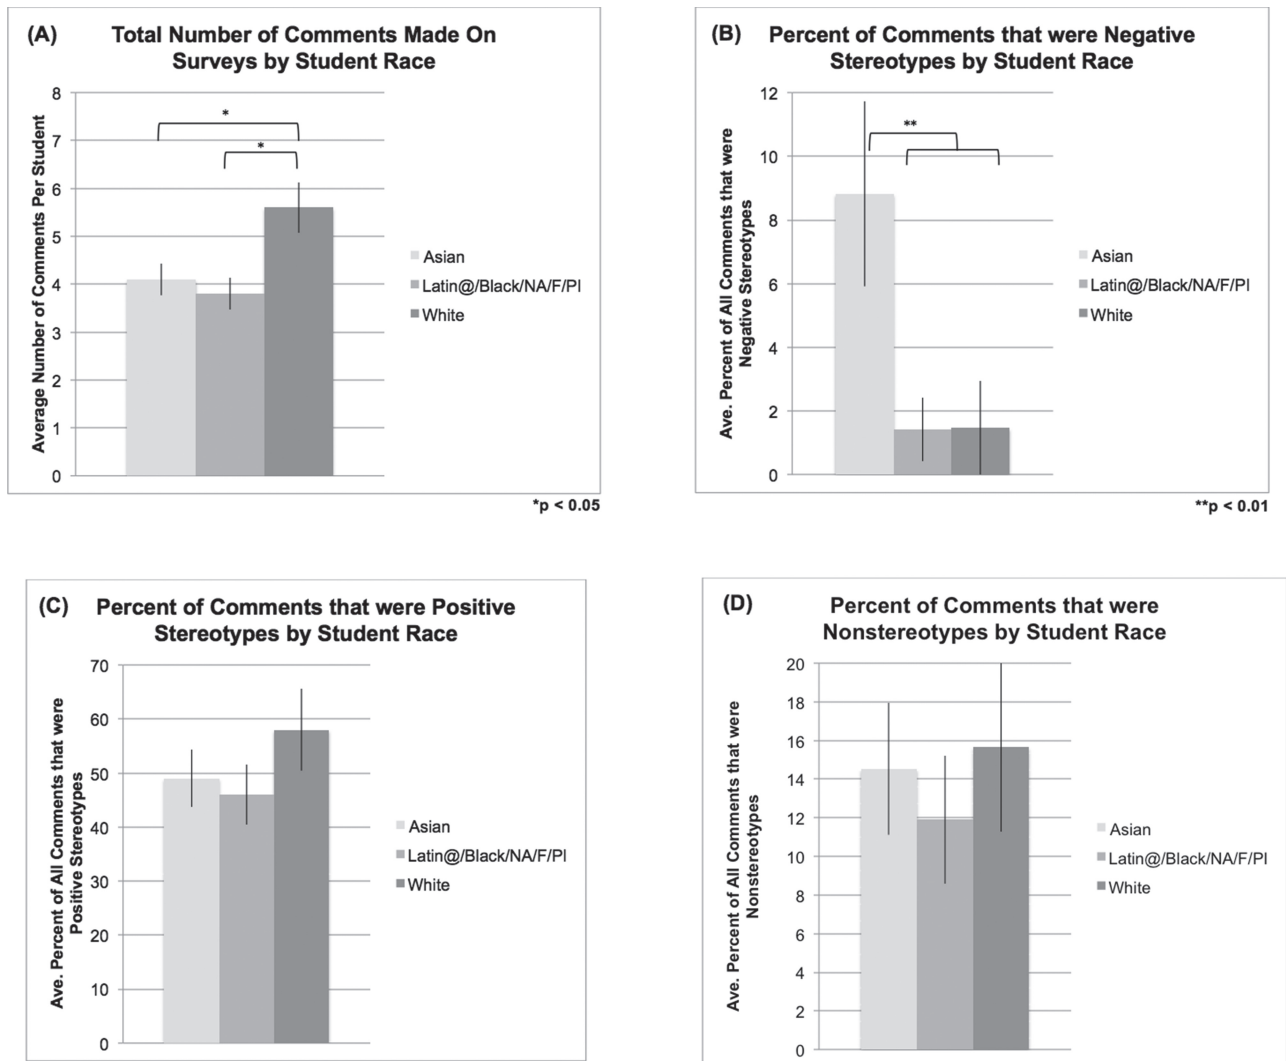 (A) Total Number of Comments Made On
Surveys by Student Race
Average Number of Comments Per Student
8
7
6
5
4
3
2
1
0
*
*
Asian
Latin@/Black/NA/F/PI
White
*p < 0.05
(B) Percent of Comments that were Negative
Stereotypes by Student Race
Ave. Percent of All Comments that were
Negative Stereotypes
12
10
8
6
4
2
0
**
Asian
Latin@/Black/NA/F/PI
White
**p < 0.01
(C) Percent of Comments that were Positive
Stereotypes by Student Race
Ave. Percent of All Comments that were
Positive Stereotypes
70
60
50
40
30
20
10
0
Asian
Latin@/Black/NA/F/PI
White
(D) Percent of Comments that were
Nonstereotypes by Student Race
Ave. Percent of All Comments that were
Nonstereotypes
20
18
16
14
12
10
8
6
4
2
0
Asian
Latin@/Black/NA/F/PI
White